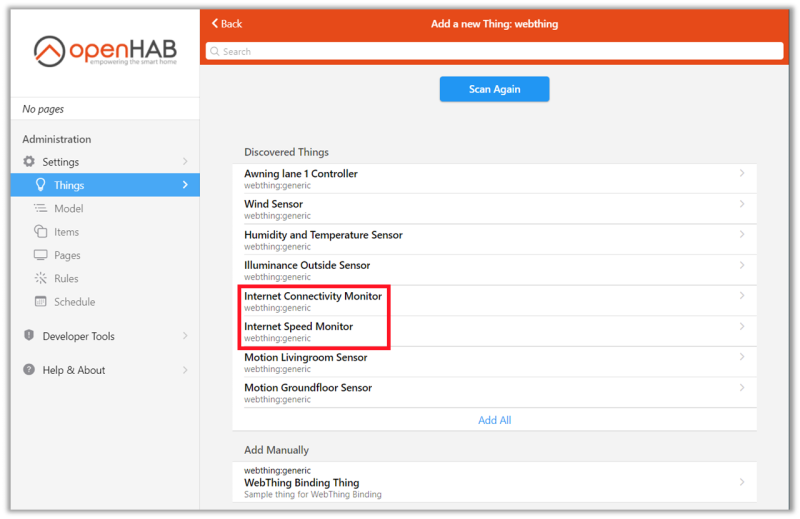 openHAB
empowering the smart home
No pages
Administration
Settings
Things
Model
Items
Pages
Rules
Schedule
Developer Tools
Help & About
Back
Add a new Thing: webthing
Search
Scan Again
Discovered Things
Awning lane 1 Controller
webthing:generic
Wind Sensor
webthing:generic
Humidity and Temperature Sensor
webthing:generic
Illuminance Outside Sensor
webthing:generic
Internet Connectivity Monitor
webthing:generic
Internet Speed Monitor
webthing:generic
Motion Livingroom Sensor
webthing:generic
Motion Groundfloor Sensor
webthing:generic
Add All
Add Manually
webthing:generic
WebThing Binding Thing
Sample thing for WebThing Binding